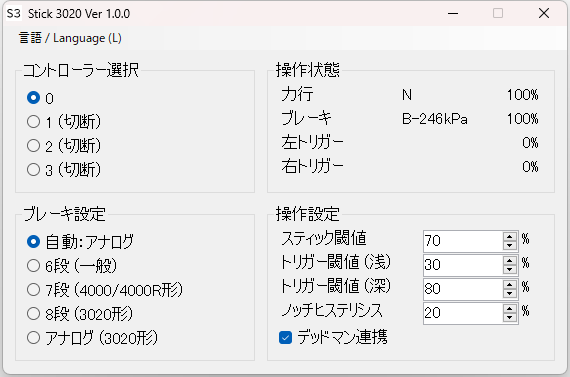 S3 Stick 3020 Ver 1.0.0
言語 / Language (L)
コントローラー選択
0
1 (切断)
2 (切断)
3 (切断)
操作状態
力行 N 100%
ブレーキ B-246kPa 100%
左トリガー 0%
右トリガー 0%
ブレーキ設定
自動：アナログ
6段 (一般)
7段 (4000/4000R形)
8段 (3020形)
アナログ (3020形)
操作設定
スティック閾値 70 %
トリガー閾値 (浅) 30 %
トリガー閾値 (深) 80 %
ノッチヒステリシス 20 %
デッドマン連携